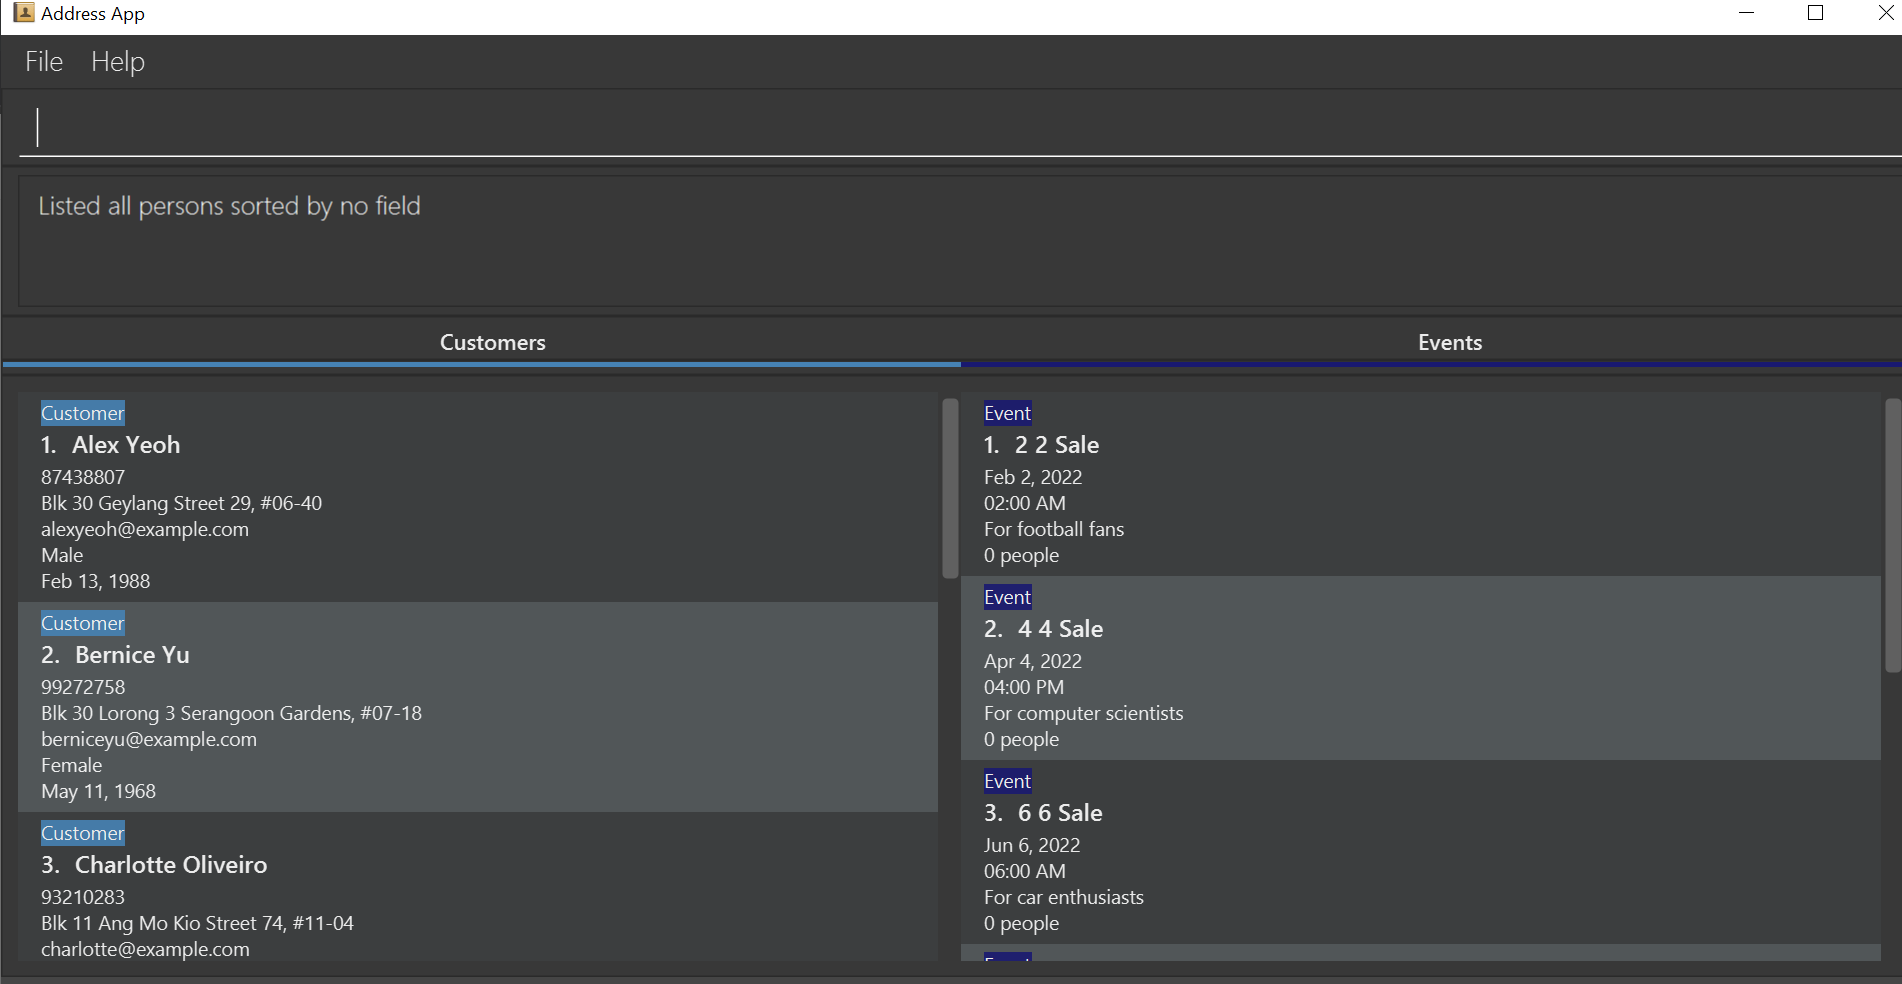 Address App
File Help
Listed all persons sorted by no field
Customers
Events
Customer
1. Alex Yeoh
87438807
Blk 30 Geylang Street 29, #06-40
alexyeoh@example.com
Male
Feb 13, 1988
Customer
2. Bernice Yu
99272758
Blk 30 Lorong 3 Serangoon Gardens, #07-18
berniceyu@example.com
Female
May 11, 1968
Customer
3. Charlotte Oliveiro
93210283
Blk 11 Ang Mo Kio Street 74, #11-04
charlotte@example.com
Event
1. 2 2 Sale
Feb 2, 2022
02:00 AM
For football fans
0 people
Event
2. 4 4 Sale
Apr 4, 2022
04:00 PM
For computer scientists
0 people
Event
3. 6 6 Sale
Jun 6, 2022
06:00 AM
For car enthusiasts
0 people